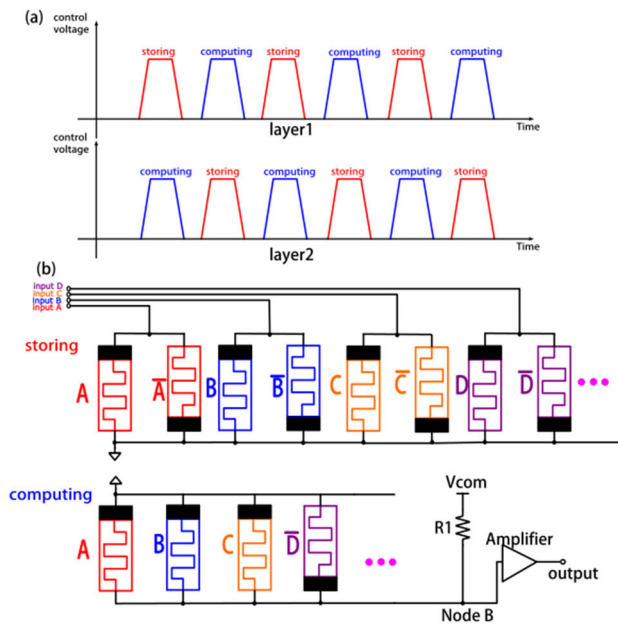 (a)
control
voltage
storing computing storing computing storing computing
layer1
Time
control
voltage
computing storing computing storing computing storing
layer2
Time
(b)
input D
input C
input B
input A
storing
A A̅ B B̅ C C̅ D D̅
computing
A B C D̅
Vcom
R1
Amplifier
output
Node B